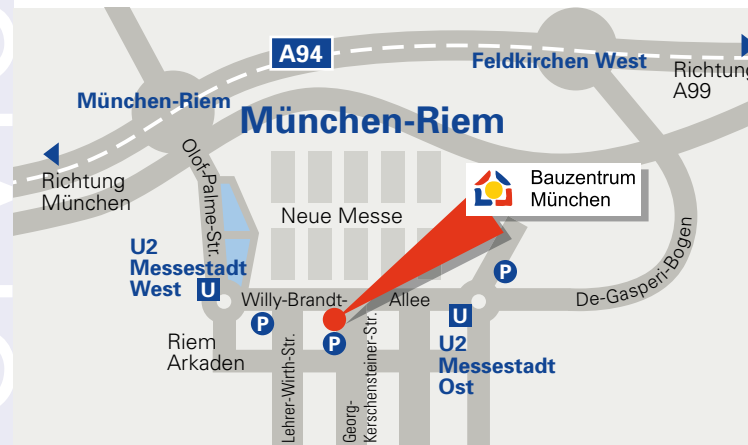 A94
Feldkirchen West
Richtung
A99
München-Riem
München-Riem
Richtung
München
Olof-Palme-Str.
Bauzentrum
München
Neue Messe
U2
Messestadt
West
U
P
De-Gasperi-Bogen
Willy-Brandt-
Allee
P
P
U
U2
Messestadt
Ost
Riem
Arkaden
Lehrer-Wirth-Str.
Georg-
Kerschensteiner-Str.